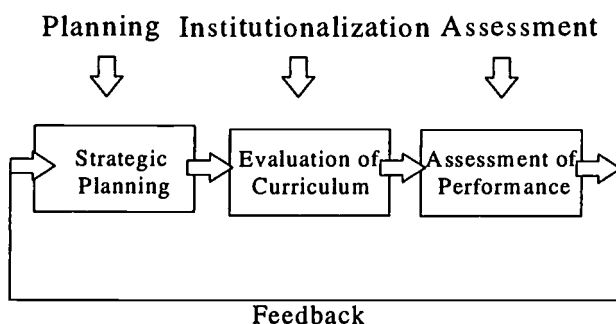 Planning Institutionalization Assessment
Strategic
Planning
Evaluation of
Curriculum
Assessment of
Performance
Feedback